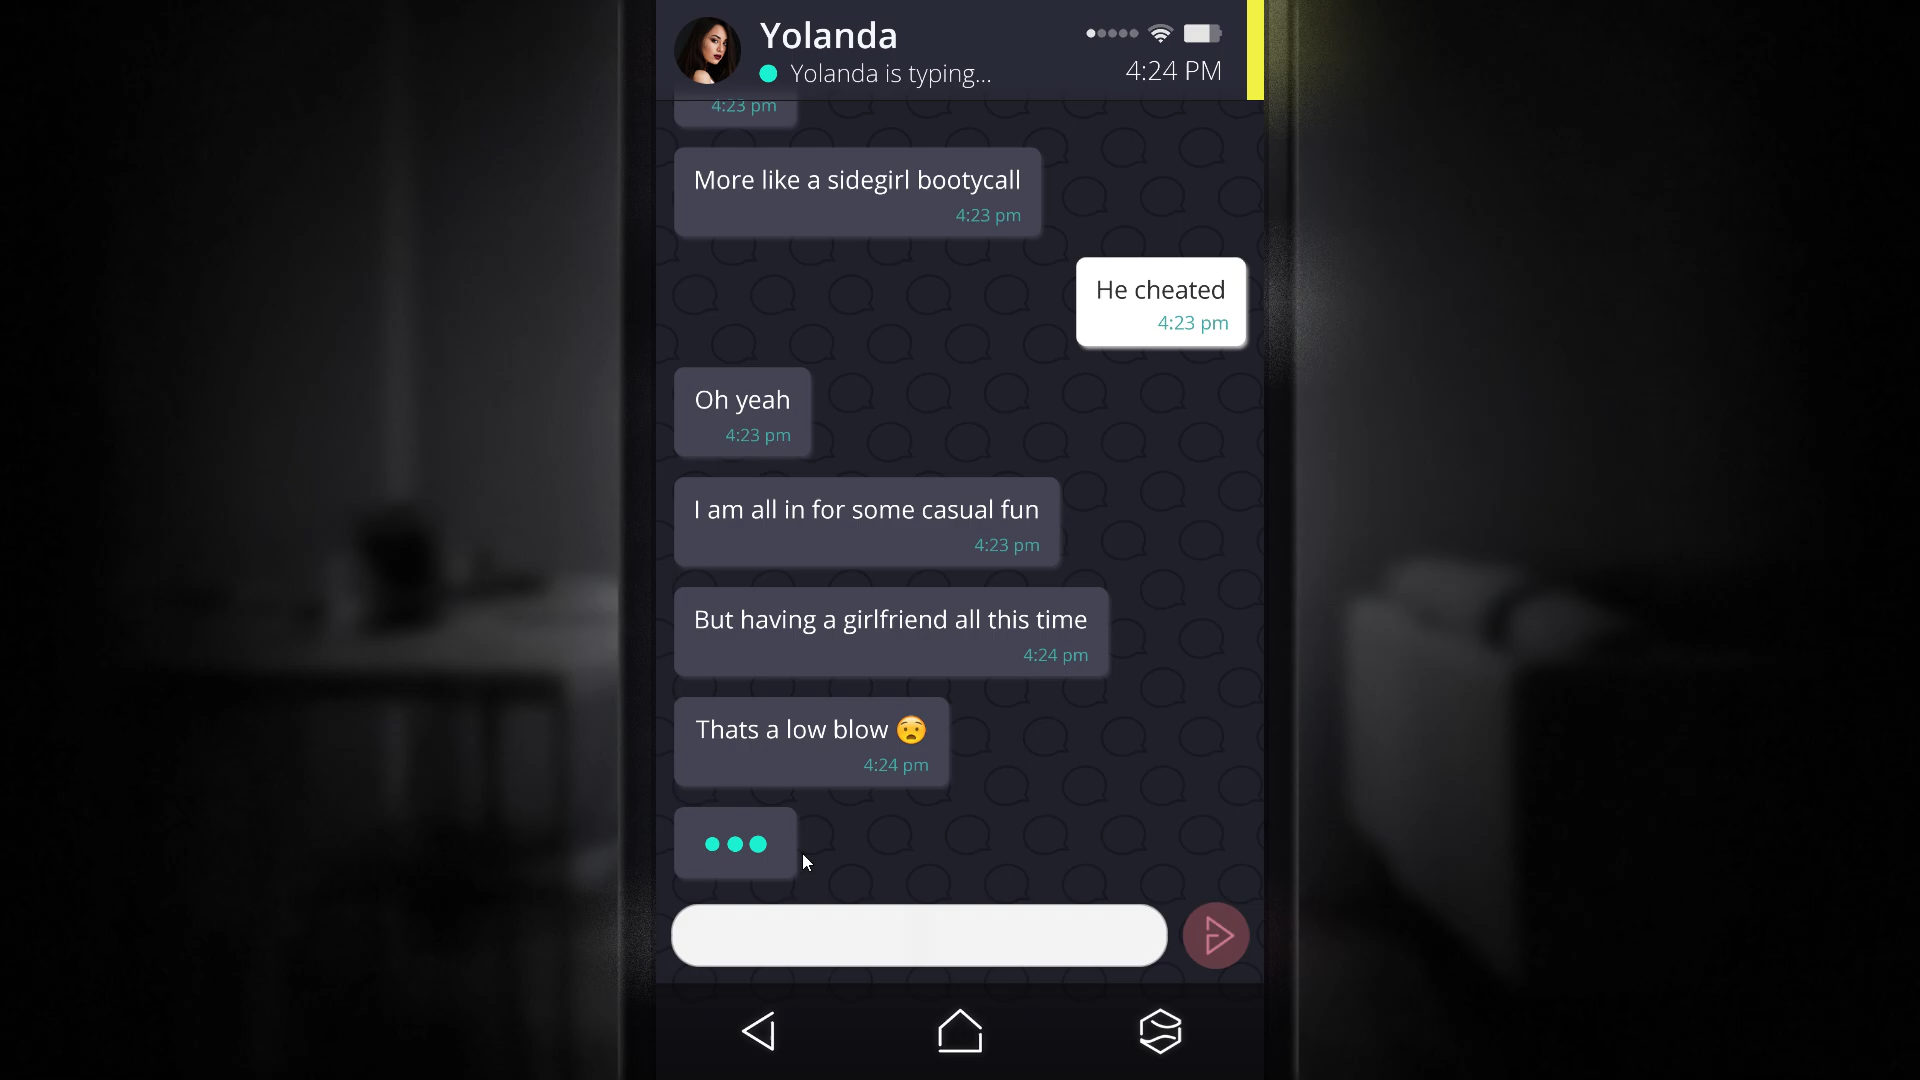 Yolanda
Yolanda is typing...
4:24 PM
4:23 pm
More like a sidegirl bootycall
4:23 pm
He cheated
4:23 pm
Oh yeah
4:23 pm
I am all in for some casual fun
4:23 pm
But having a girlfriend all this time
4:24 pm
Thats a low blow 😧
4:24 pm